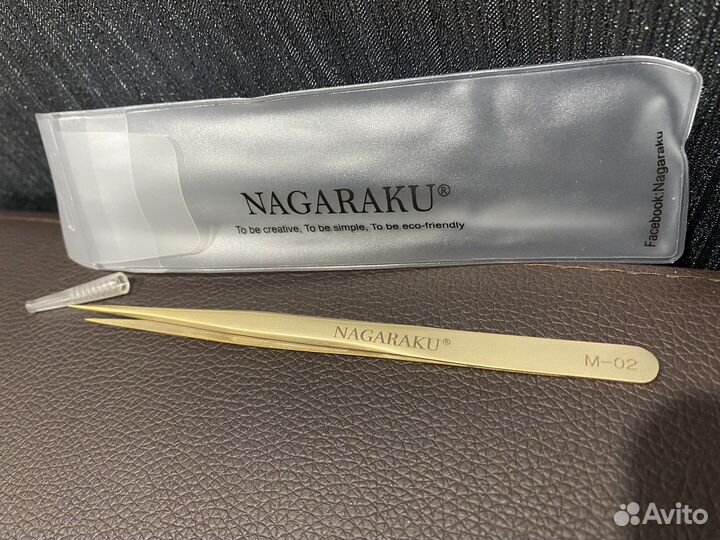 NAGARAKU®
To be creative, To be simple, To be eco-friendly
Facebook:Nagaraku
NAGARAKU®
M-02
Avito